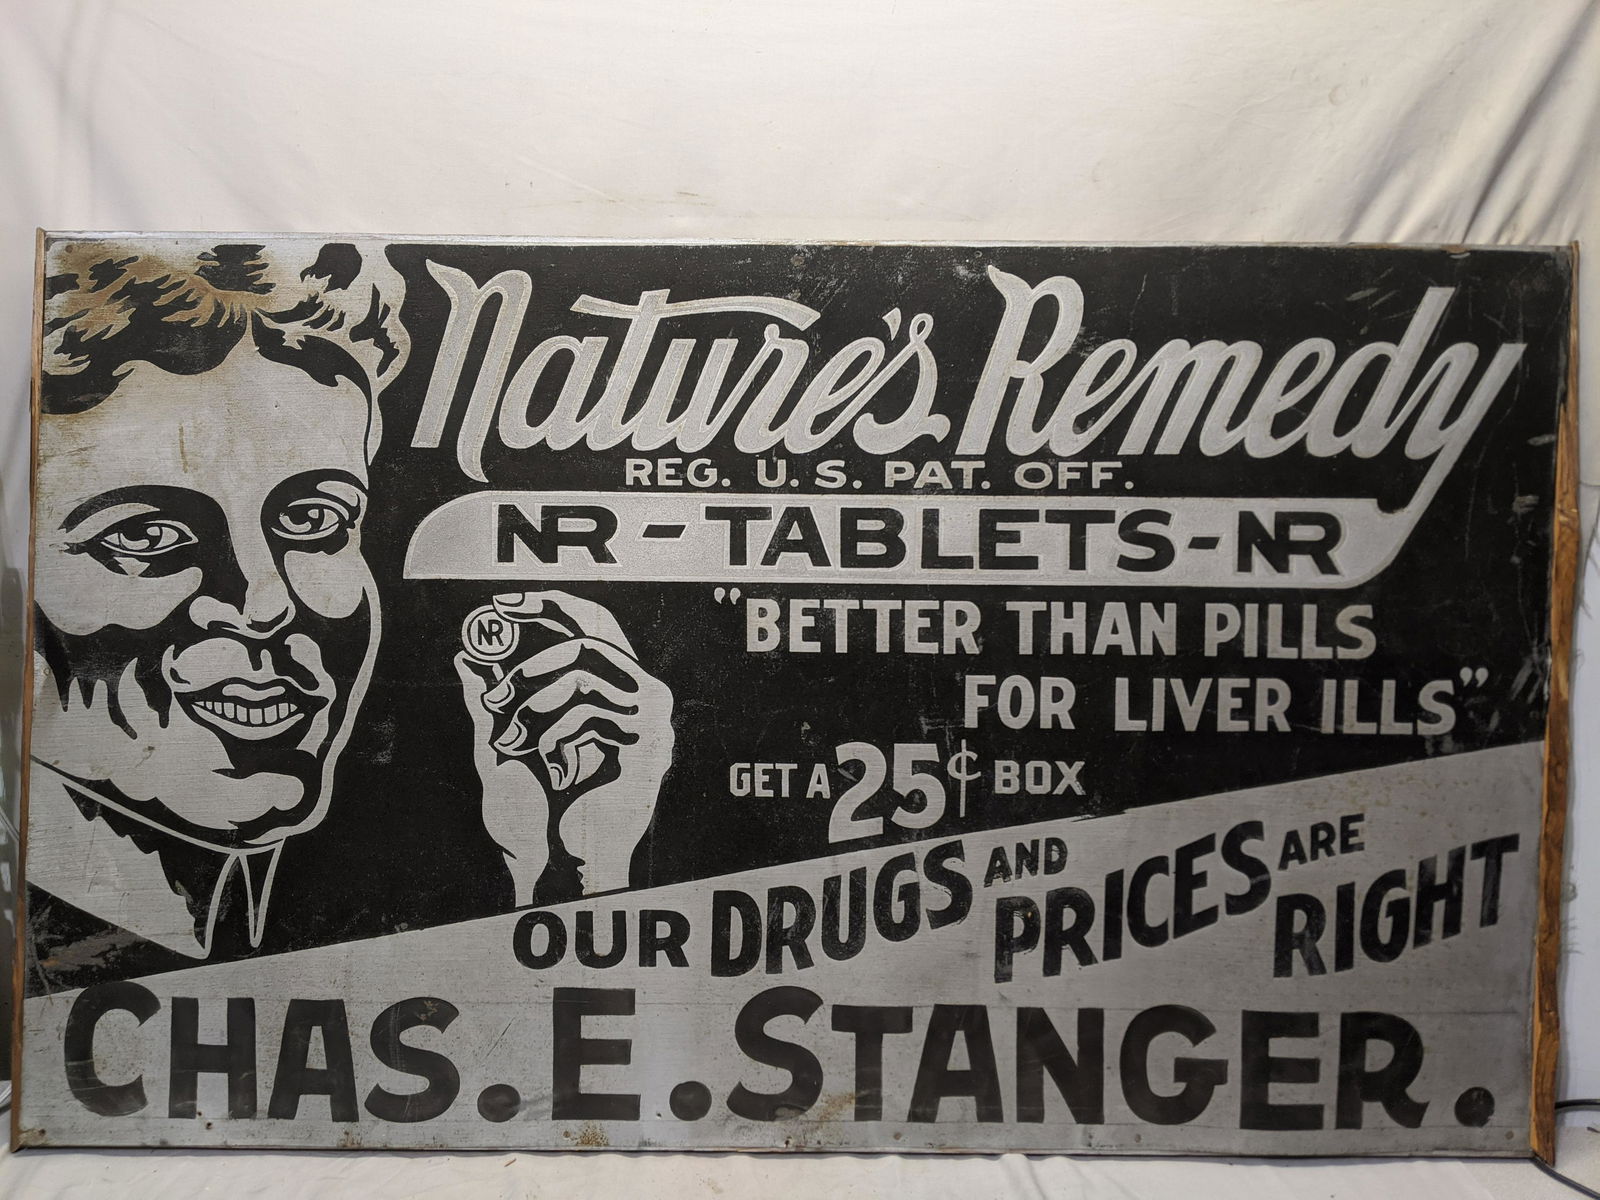 Nature's Remedy
REG. U.S. PAT. OFF.
NR - TABLETS - NR
NR
"BETTER THAN PILLS
FOR LIVER ILLS"
GET A 25¢ BOX
OUR DRUGS AND PRICES ARE RIGHT
CHAS. E. STANGER.